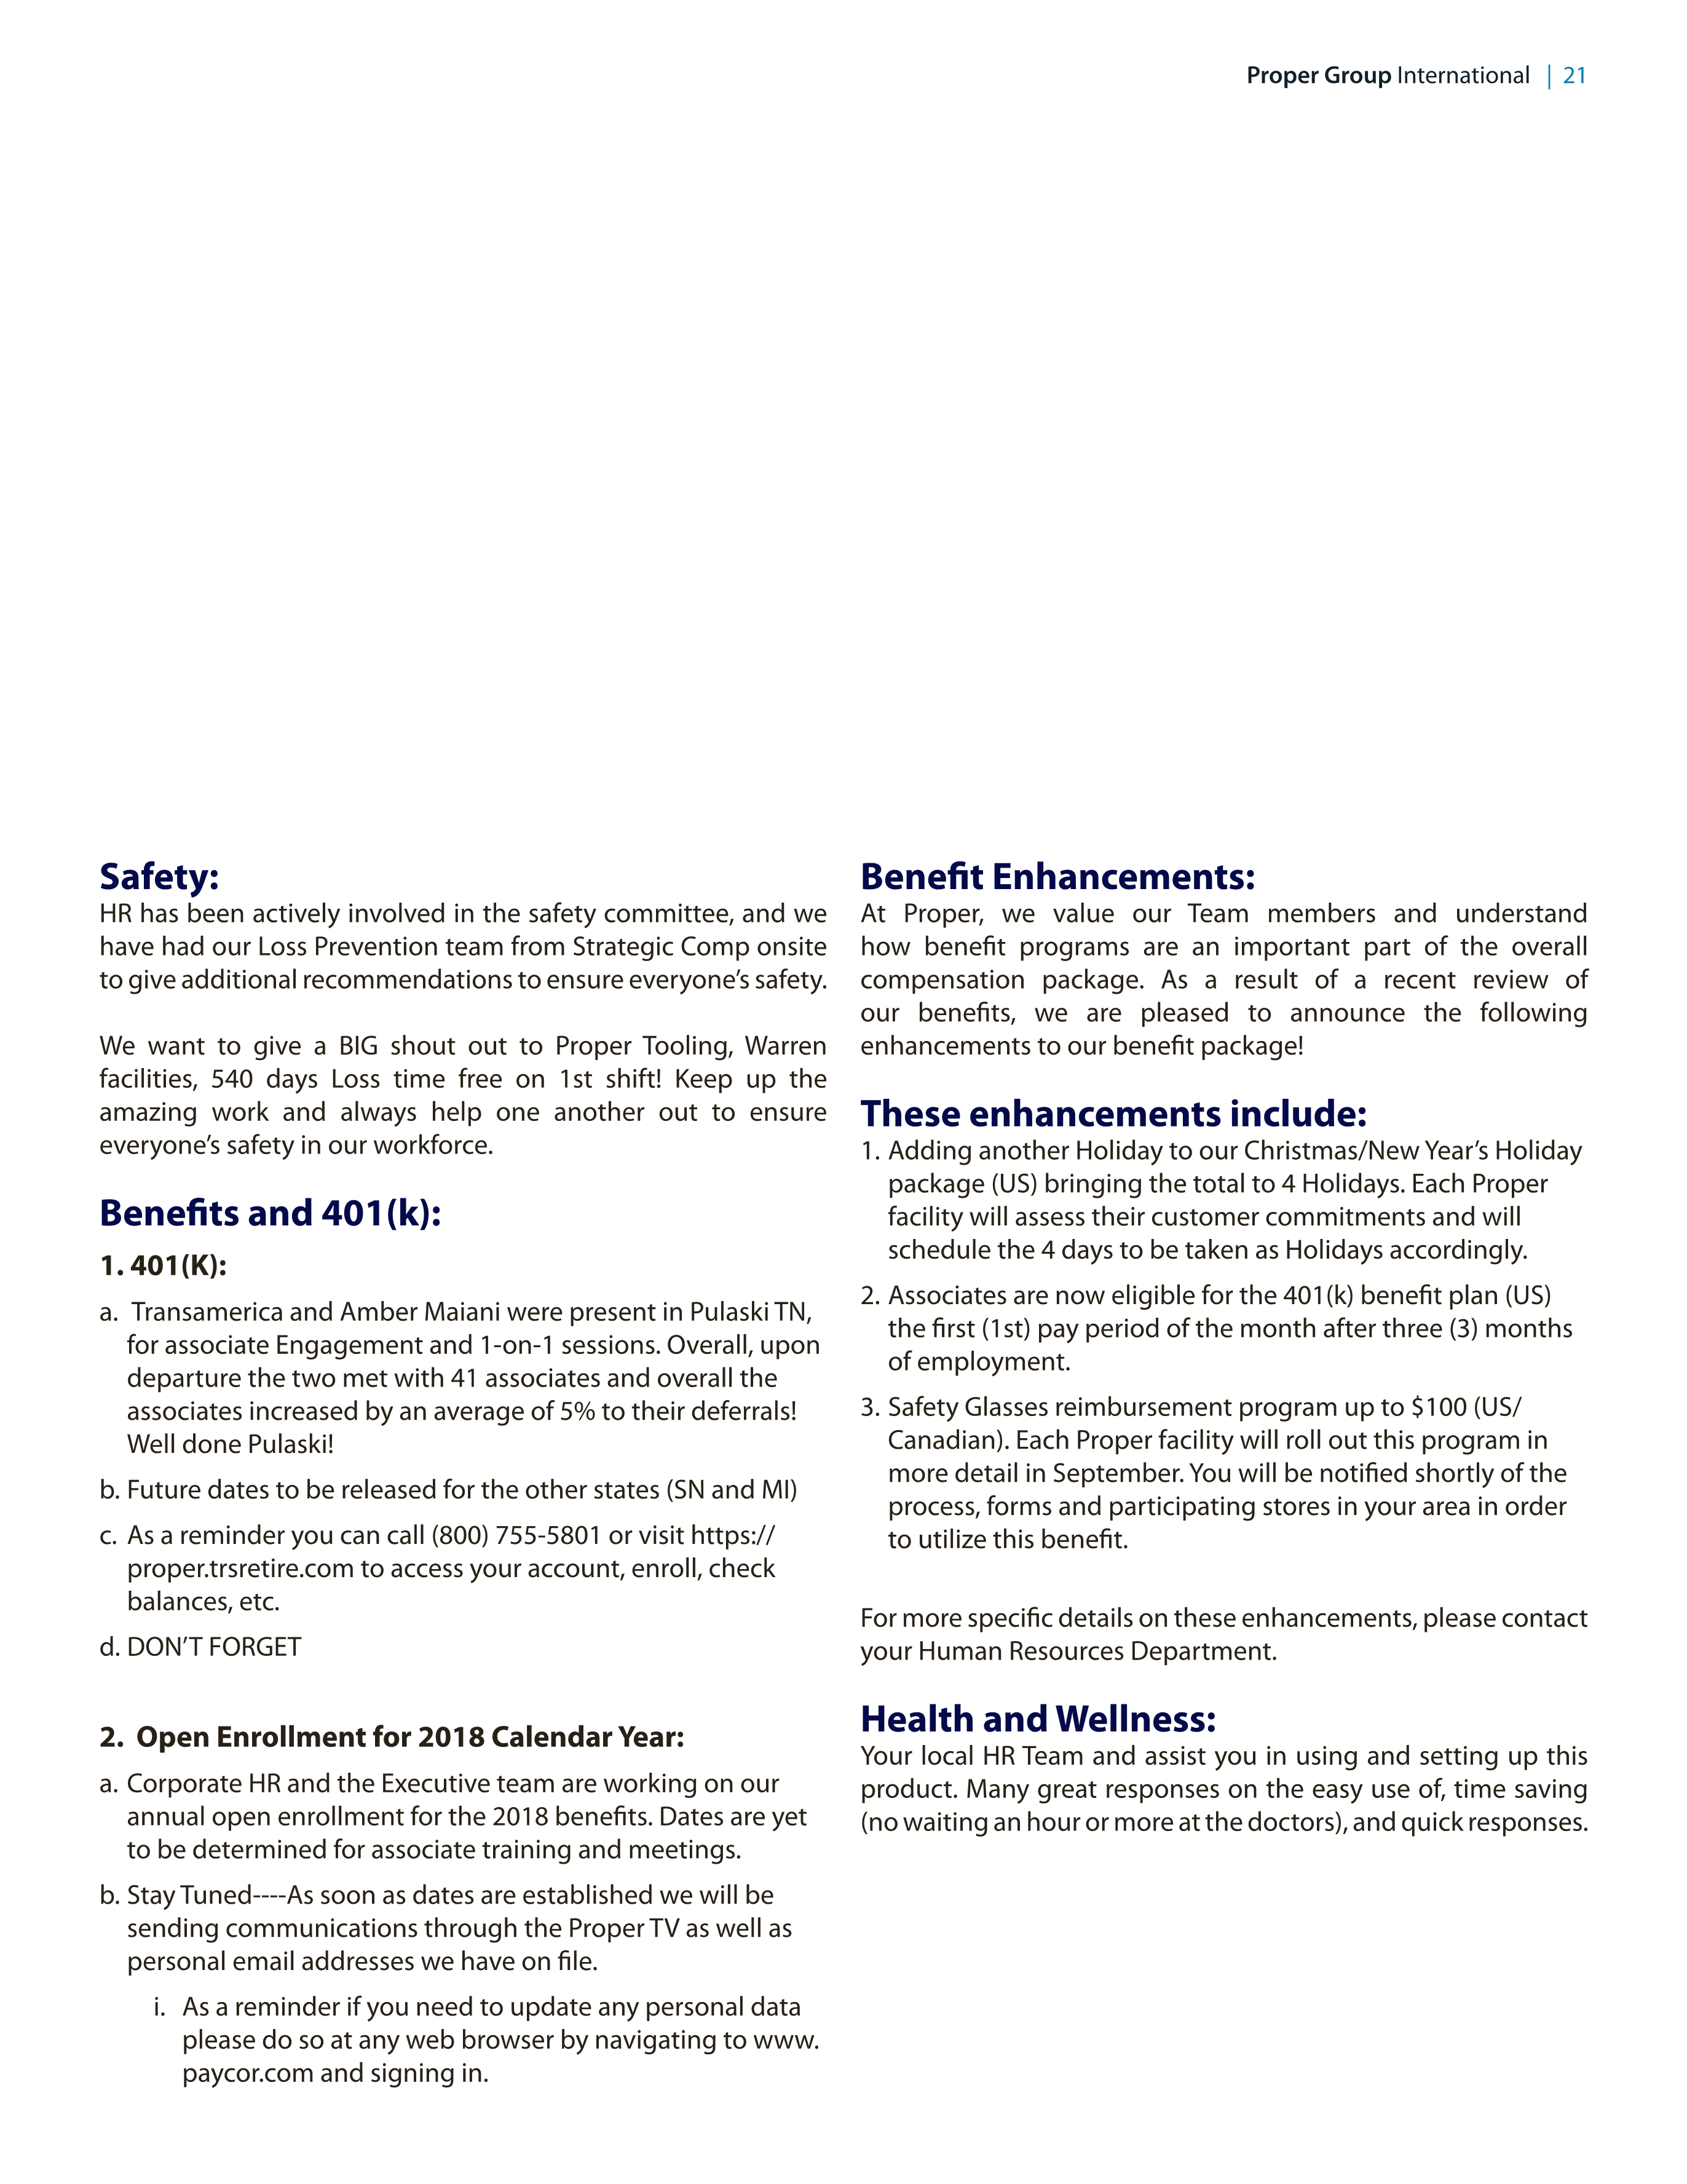 Proper Group International | 21
Safety:
HR has been actively involved in the safety committee, and we
have had our Loss Prevention team from Strategic Comp onsite
to give additional recommendations to ensure everyone’s safety.
We want to give a BIG shout out to Proper Tooling, Warren
facilities, 540 days Loss time free on 1st shift! Keep up the
amazing work and always help one another out to ensure
everyone’s safety in our workforce.
Benefits and 401(k):
1. 401(K):
a. Transamerica and Amber Maiani were present in Pulaski TN,
for associate Engagement and 1-on-1 sessions. Overall, upon
departure the two met with 41 associates and overall the
associates increased by an average of 5% to their deferrals!
Well done Pulaski!
b. Future dates to be released for the other states (SN and MI)
c. As a reminder you can call (800) 755-5801 or visit https://
proper.trsretire.com to access your account, enroll, check
balances, etc.
d. DON’T FORGET
2. Open Enrollment for 2018 Calendar Year:
a. Corporate HR and the Executive team are working on our
annual open enrollment for the 2018 benefits. Dates are yet
to be determined for associate training and meetings.
b. Stay Tuned----As soon as dates are established we will be
sending communications through the Proper TV as well as
personal email addresses we have on file.
i. As a reminder if you need to update any personal data
please do so at any web browser by navigating to www.
paycor.com and signing in.
Benefit Enhancements:
At Proper, we value our Team members and understand
how benefit programs are an important part of the overall
compensation package. As a result of a recent review of
our benefits, we are pleased to announce the following
enhancements to our benefit package!
These enhancements include:
1. Adding another Holiday to our Christmas/New Year’s Holiday
package (US) bringing the total to 4 Holidays. Each Proper
facility will assess their customer commitments and will
schedule the 4 days to be taken as Holidays accordingly.
2. Associates are now eligible for the 401(k) benefit plan (US)
the first (1st) pay period of the month after three (3) months
of employment.
3. Safety Glasses reimbursement program up to $100 (US/
Canadian). Each Proper facility will roll out this program in
more detail in September. You will be notified shortly of the
process, forms and participating stores in your area in order
to utilize this benefit.
For more specific details on these enhancements, please contact
your Human Resources Department.
Health and Wellness:
Your local HR Team and assist you in using and setting up this
product. Many great responses on the easy use of, time saving
(no waiting an hour or more at the doctors), and quick responses.